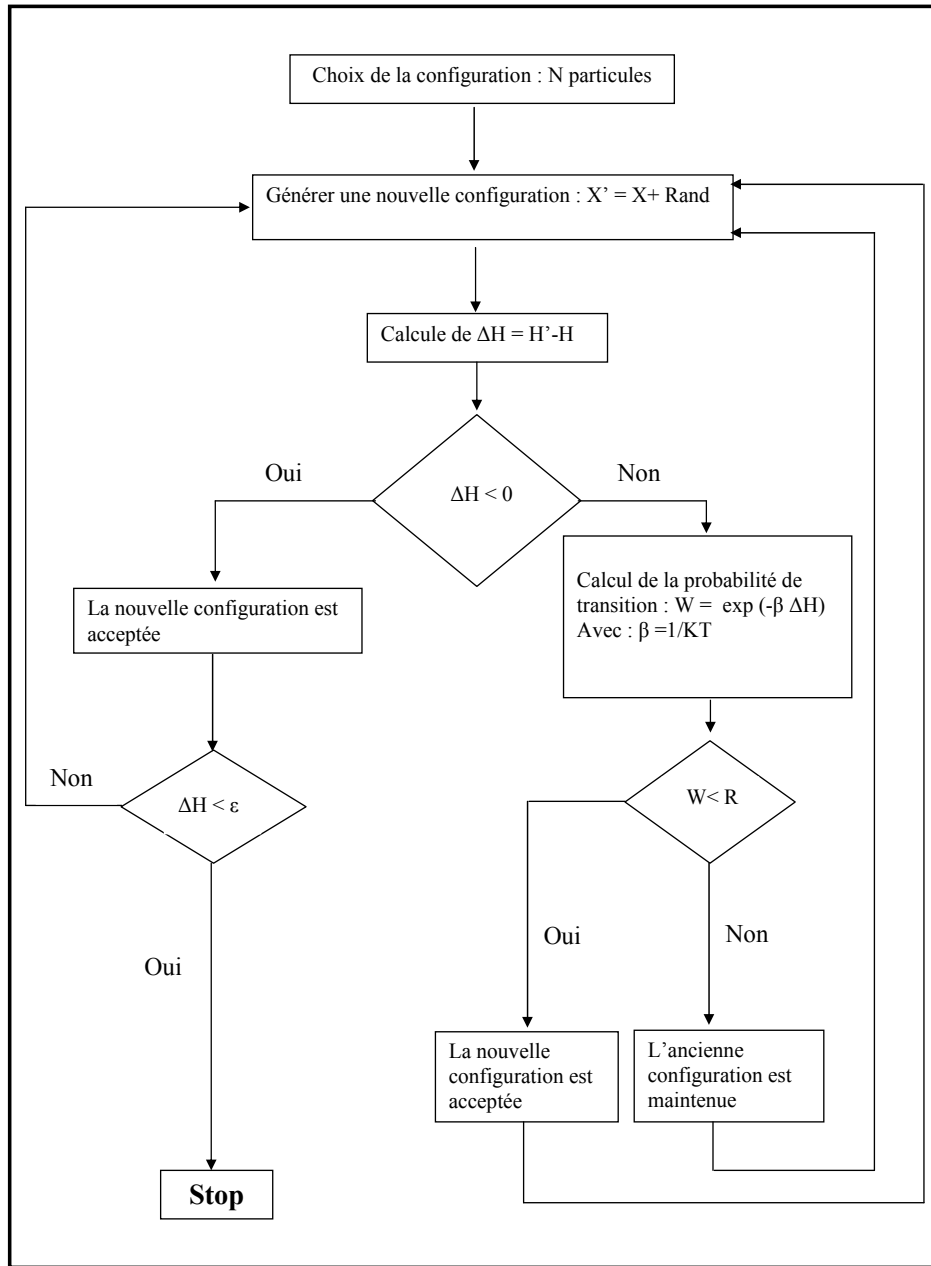 Choix de la configuration : N particules
Générer une nouvelle configuration : X’ = X+ Rand
Calcule de ΔH = H’-H
Oui
Non
ΔH < 0
La nouvelle configuration est
acceptée
Calcul de la probabilité de
transition : W = exp (-β ΔH)
Avec : β =1/KT
Non
ΔH < ε
W< R
Oui
Oui
Non
La nouvelle
configuration est
acceptée
L’ancienne
configuration est
maintenue
Stop